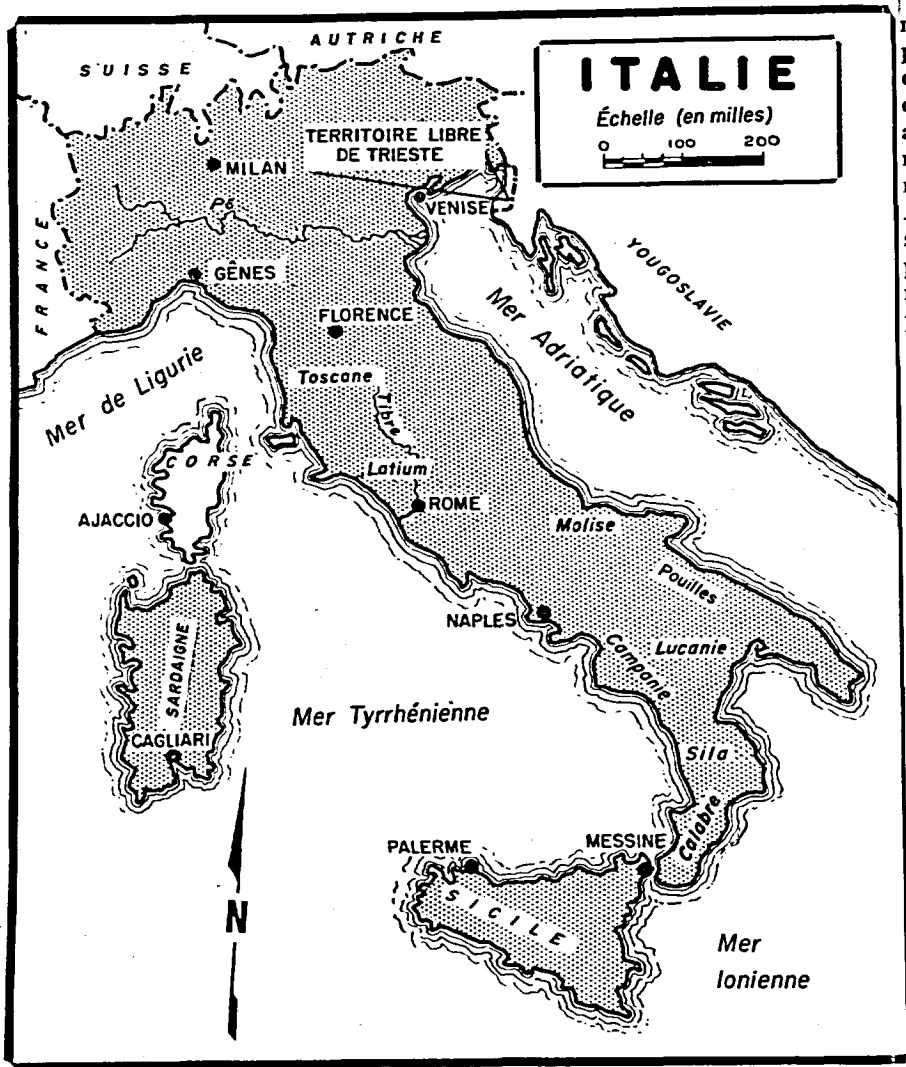 ITALIE
Échelle (en milles)
0 100 200
AUTRICHE
SUISSE
TERRITOIRE LIBRE
DE TRIESTE
MILAN
VENISE
Pô
FRANCE
GÊNES
YOUGOSLAVIE
FLORENCE
Mer Adriatique
Mer de Ligurie
Toscane
Tibre
CORSE
Latium
ROME
AJACCIO
Molise
Pouilles
NAPLES
Campanie
Lucanie
SARDAIGNE
Mer Tyrrhénienne
CAGLIARI
Sila
Calabre
PALERME
MESSINE
SICILE
N
Mer
Ionienne